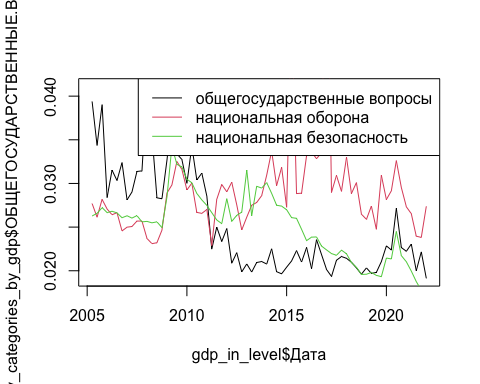 y_categories_by_gdp$ОБЩЕГОСУДАРСТВЕННЫЕ.В
0.040
0.030
0.020
общегосударственные вопросы
национальная оборона
национальная безопасность
2005
2010
2015
2020
gdp_in_level$Дата